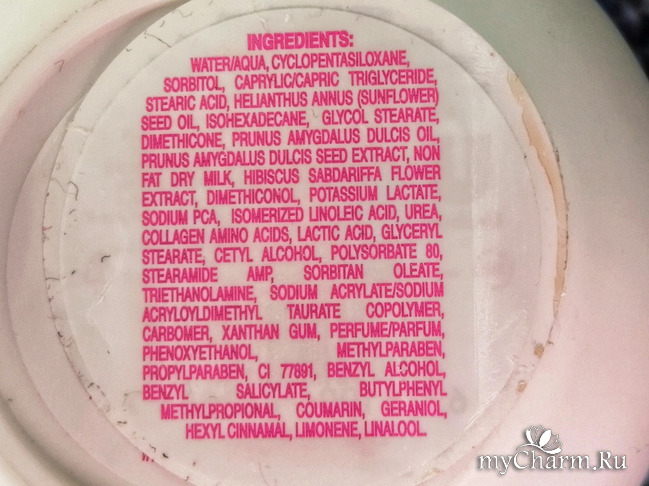 INGREDIENTS:
WATER/AQUA, CYCLOPENTASILOXANE,
SORBITOL, CAPRYLIC/CAPRIC TRIGLYCERIDE,
STEARIC ACID, HELIANTHUS ANNUS (SUNFLOWER)
SEED OIL, ISOHEXADECANE, GLYCOL STEARATE,
DIMETHICONE, PRUNUS AMYGDALUS DULCIS OIL,
PRUNUS AMYGDALUS DULCIS SEED EXTRACT, NON
FAT DRY MILK, HIBISCUS SABDARIFFA FLOWER
EXTRACT, DIMETHICONOL, POTASSIUM LACTATE,
SODIUM PCA, ISOMERIZED LINOLEIC ACID, UREA,
COLLAGEN AMINO ACIDS, LACTIC ACID, GLYCERYL
STEARATE, CETYL ALCOHOL, POLYSORBATE 80,
STEARAMIDE AMP, SORBITAN OLEATE,
TRIETHANOLAMINE, SODIUM ACRYLATE/SODIUM
ACRYLOYLDIMETHYL TAURATE COPOLYMER,
CARBOMER, XANTHAN GUM, PERFUME/PARFUM,
PHENOXYETHANOL, METHYLPARABEN,
PROPYLPARABEN, CI 77891, BENZYL ALCOHOL,
BENZYL SALICYLATE, BUTYLPHENYL
METHYLPROPIONAL, COUMARIN, GERANIOL,
HEXYL CINNAMAL, LIMONENE, LINALOOL.
myCharm.Ru